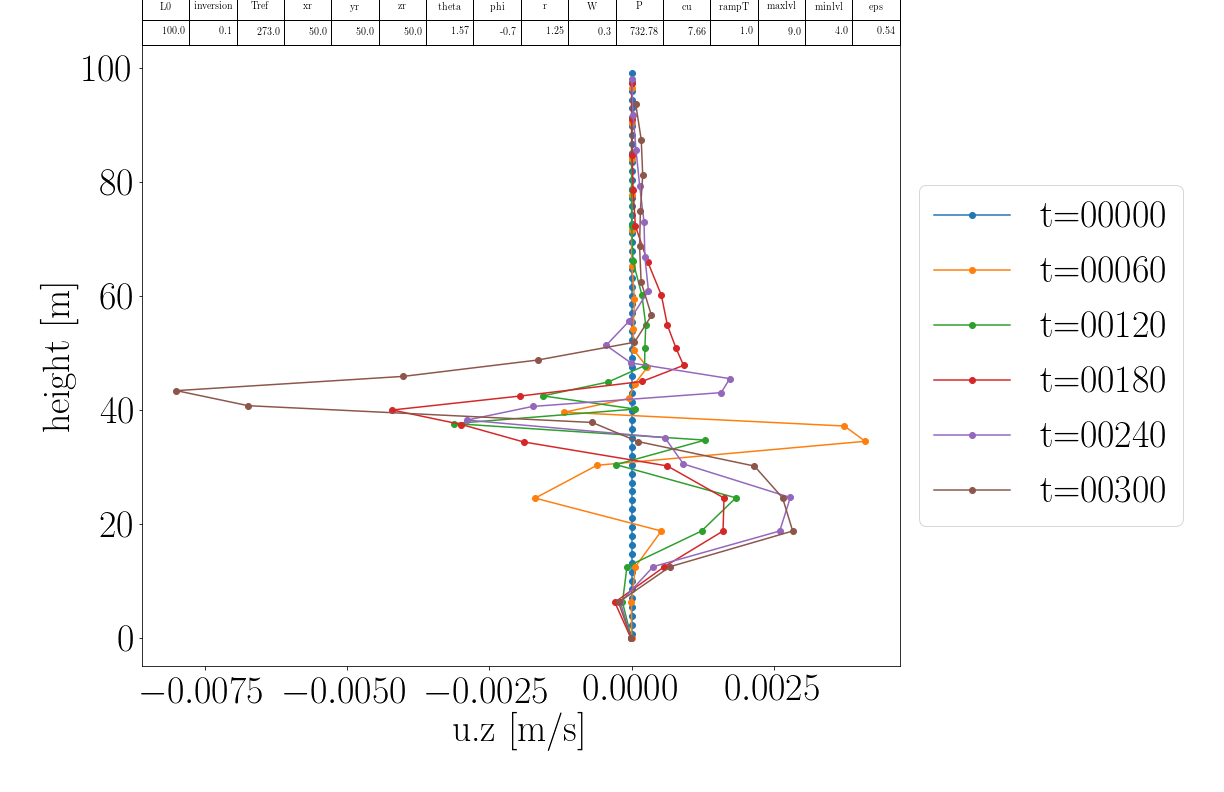 L0 inversion Tref xr yr zr theta phi r W P cu rampT maxlvl minlvl eps
100.0 0.1 273.0 50.0 50.0 50.0 1.57 -0.7 1.25 0.3 732.78 7.66 1.0 9.0 4.0 0.54
100
80
60
40
20
0
height [m]
−0.0075 −0.0050 −0.0025 0.0000 0.0025
u.z [m/s]
t=00000
t=00060
t=00120
t=00180
t=00240
t=00300